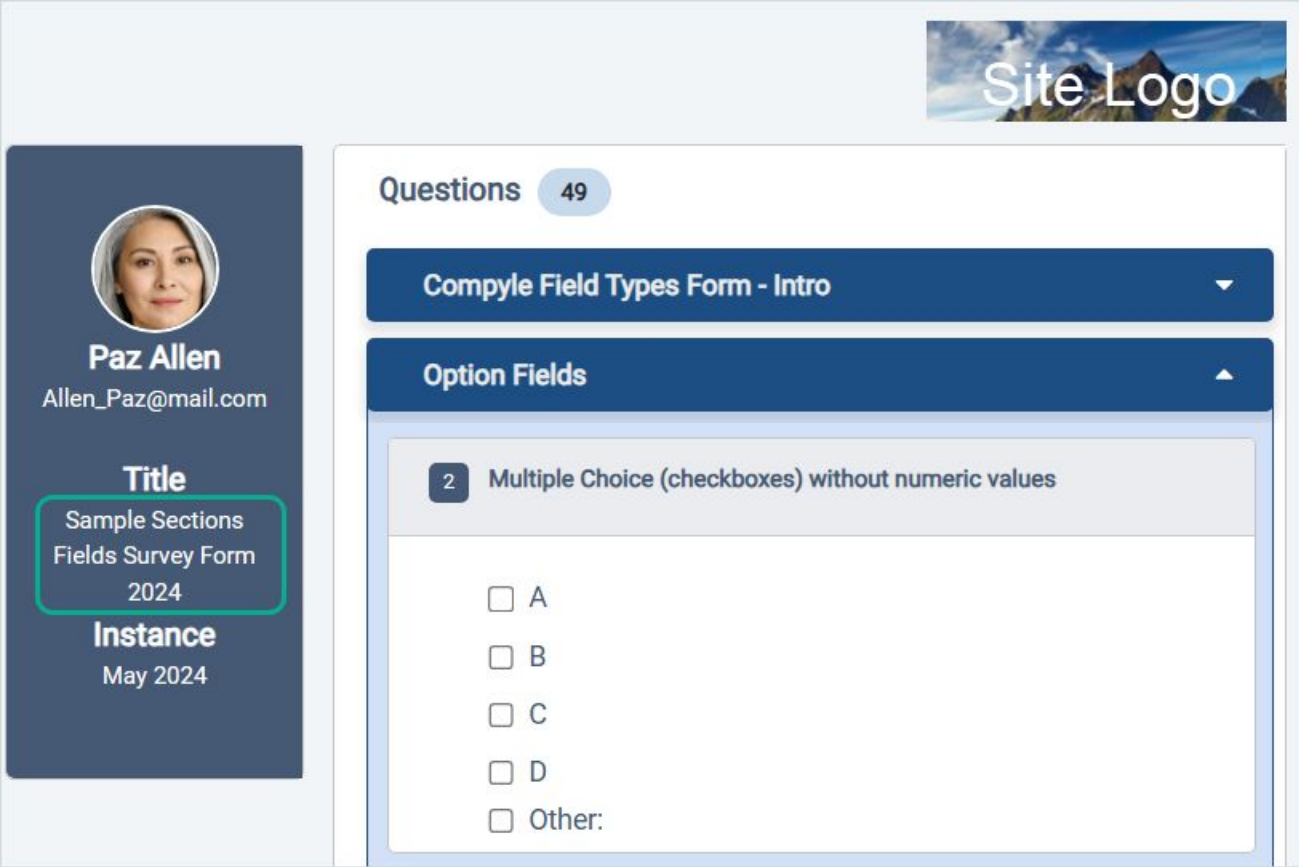 Site Logo
Paz Allen
Allen_Paz@mail.com
Title
Sample Sections
Fields Survey Form
2024
Instance
May 2024
Questions 49
Compyle Field Types Form - Intro
Option Fields
2 Multiple Choice (checkboxes) without numeric values
A
B
C
D
Other: